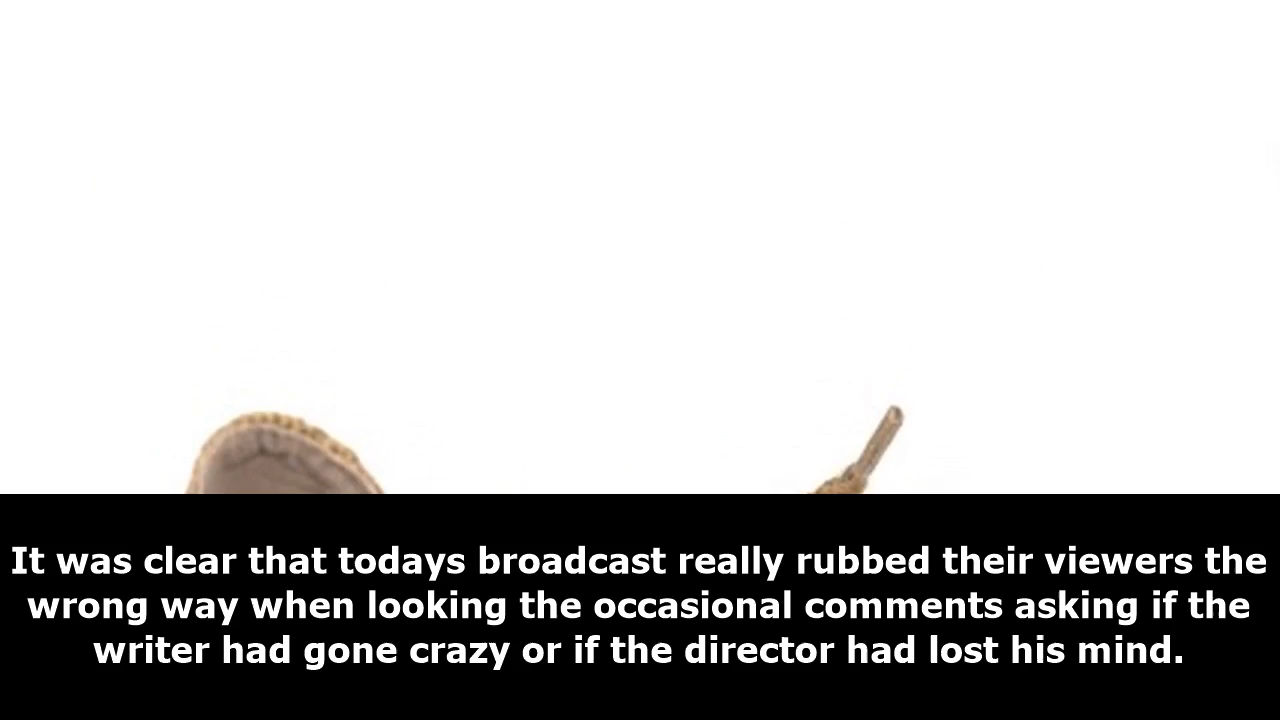 It was clear that todays broadcast really rubbed their viewers the
wrong way when looking the occasional comments asking if the
writer had gone crazy or if the director had lost his mind.